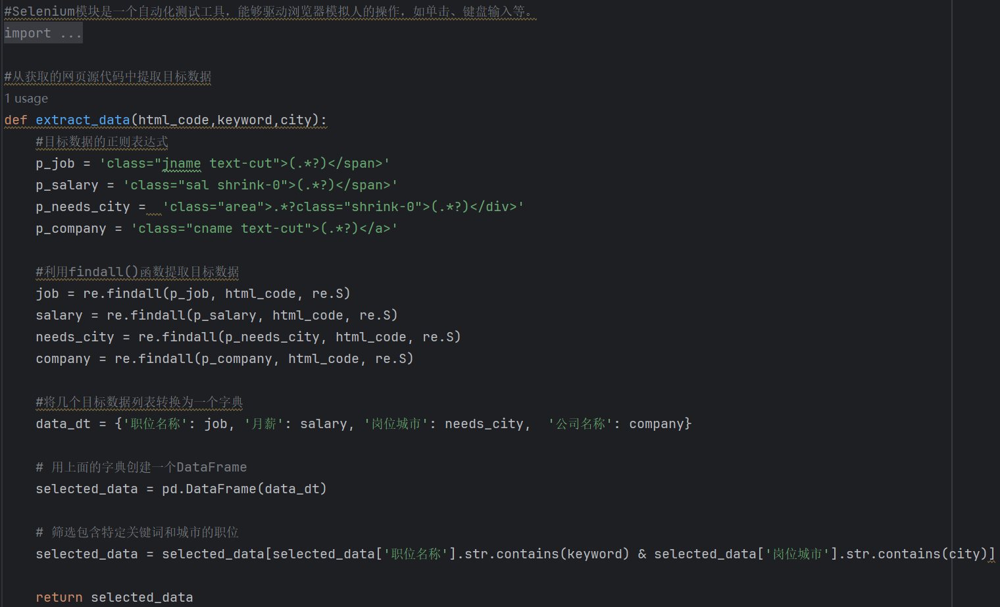 #Selenium模块是一个自动化测试工具，能够驱动浏览器模拟人的操作，如单击、键盘输入等。
import ...
#从获取的网页源代码中提取目标数据
1 usage
def extract_data(html_code,keyword,city):
    #目标数据的正则表达式
    p_job = 'class="jname text-cut">(.*?)</span>'
    p_salary = 'class="sal shrink-0">(.*?)</span>'
    p_needs_city =  'class="area">.*?class="shrink-0">(.*?)</div>'
    p_company = 'class="cname text-cut">(.*?)</a>'
    #利用findall()函数提取目标数据
    job = re.findall(p_job, html_code, re.S)
    salary = re.findall(p_salary, html_code, re.S)
    needs_city = re.findall(p_needs_city, html_code, re.S)
    company = re.findall(p_company, html_code, re.S)
    #将几个目标数据列表转换为一个字典
    data_dt = {'职位名称': job, '月薪': salary, '岗位城市': needs_city,  '公司名称': company}
    # 用上面的字典创建一个DataFrame
    selected_data = pd.DataFrame(data_dt)
    # 筛选包含特定关键词和城市的职位
    selected_data = selected_data[selected_data['职位名称'].str.contains(keyword) & selected_data['岗位城市'].str.contains(city)]
    return selected_data